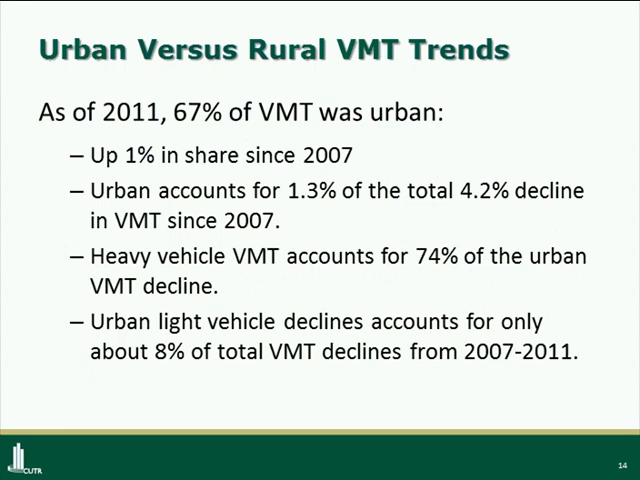 Urban Versus Rural VMT Trends
As of 2011, 67% of VMT was urban:
– Up 1% in share since 2007
– Urban accounts for 1.3% of the total 4.2% decline
in VMT since 2007.
– Heavy vehicle VMT accounts for 74% of the urban
VMT decline.
– Urban light vehicle declines accounts for only
about 8% of total VMT declines from 2007-2011.
CUTR
14